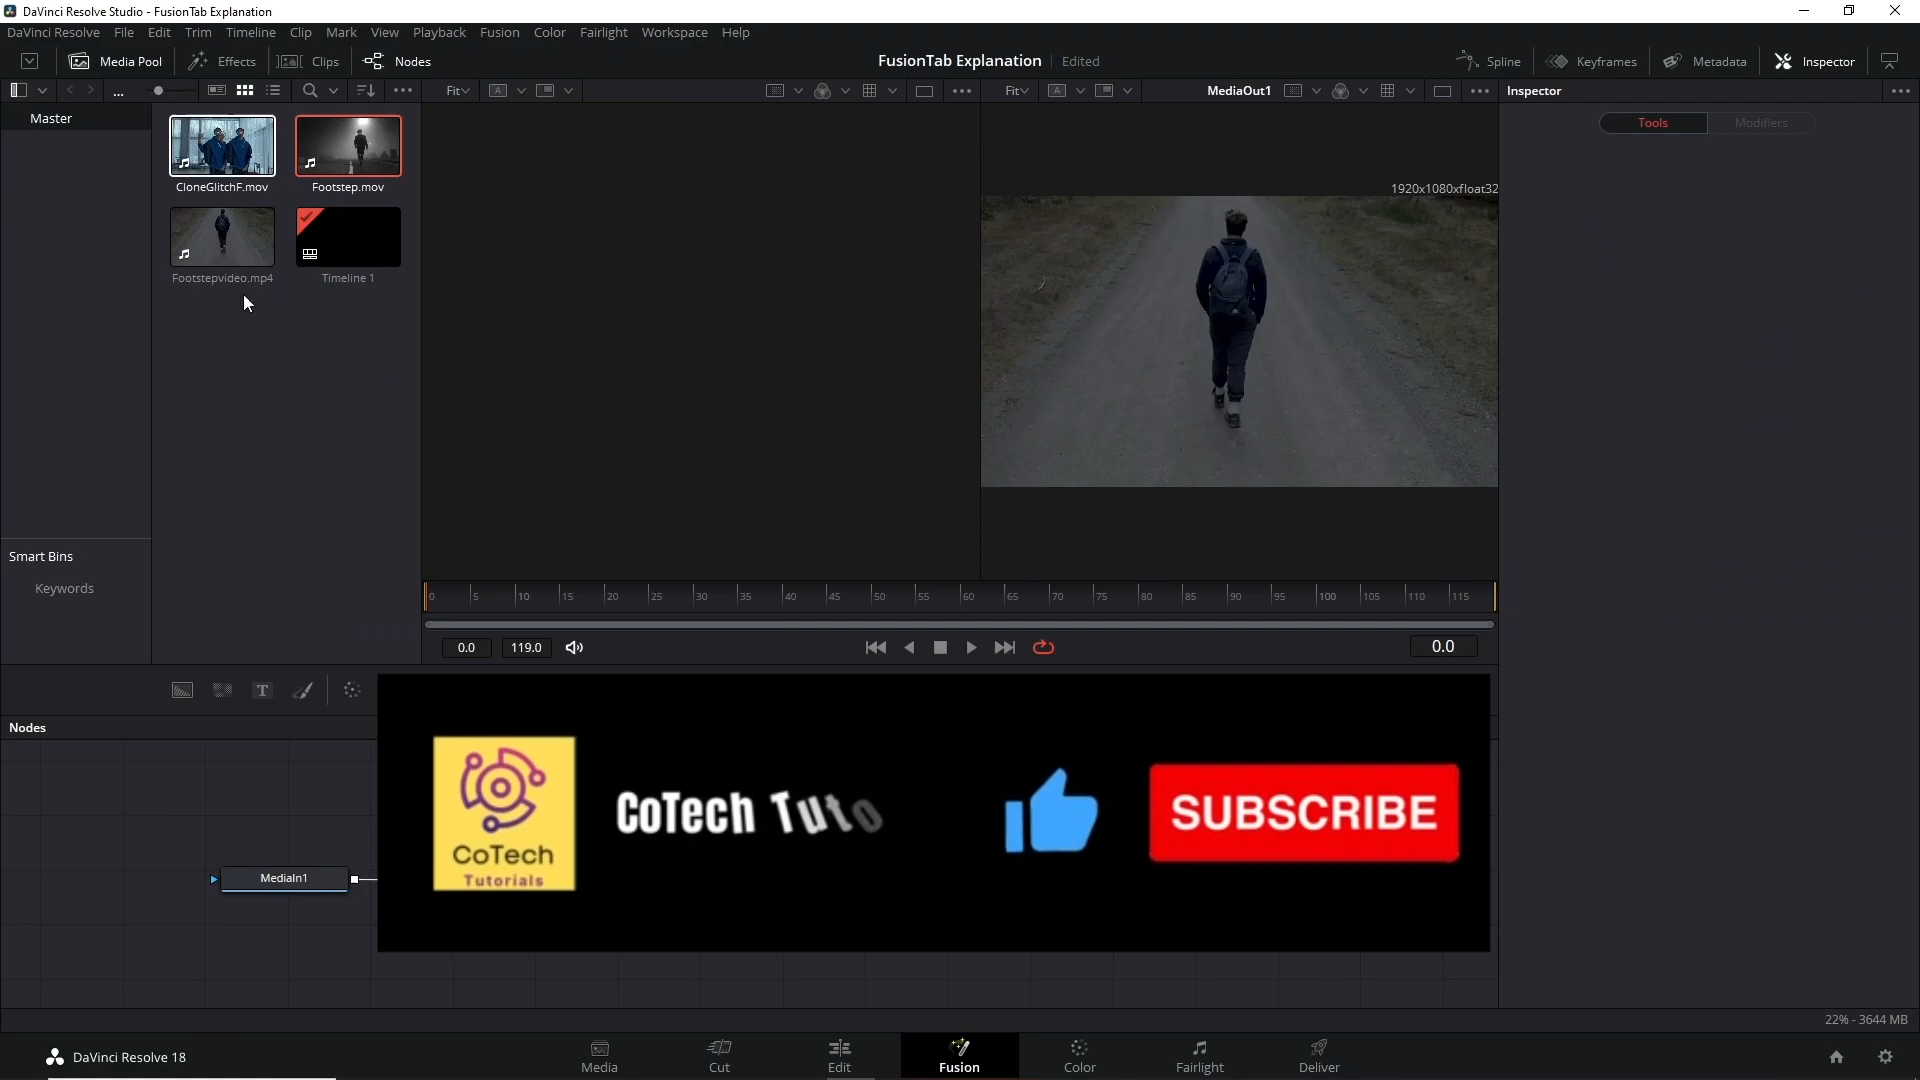 DaVinci Resolve Studio - FusionTab Explanation
DaVinci Resolve File Edit Trim Timeline Clip Mark View Playback Fusion Color Fairlight Workspace Help
Media Pool Effects Clips Nodes FusionTab Explanation Edited Spline Keyframes Metadata Inspector
... Fit Fit MediaOut1 Inspector
Master
Tools Modifiers
CloneGlitchF.mov Footstep.mov
1920x1080xfloat32
Footstepvideo.mp4 Timeline 1
Smart Bins
Keywords
0 5 10 15 20 25 30 35 40 45 50 55 60 65 70 75 80 85 90 95 100 105 110 115
0.0 119.0 0.0
T
Nodes
CoTech Tuto
SUBSCRIBE
CoTech
Tutorials
MediaIn1
22% - 3644 MB
DaVinci Resolve 18
Media Cut Edit Fusion Color Fairlight Deliver